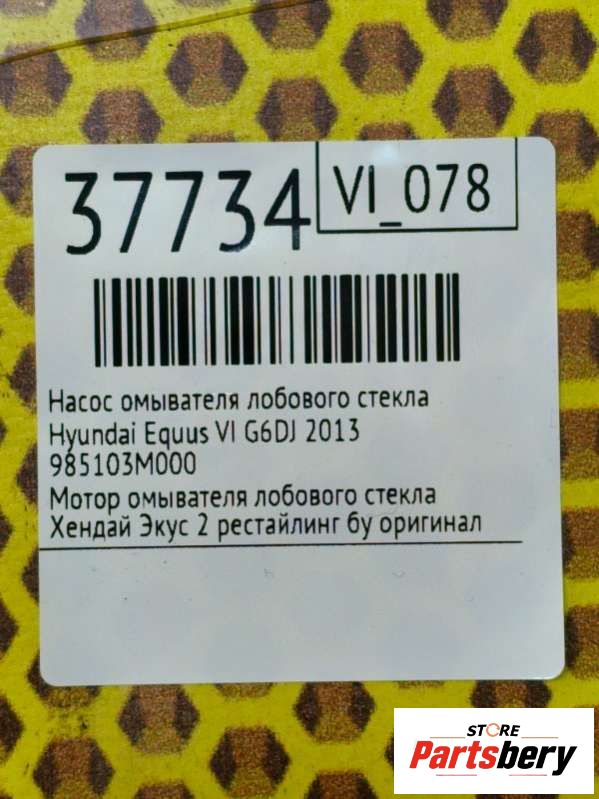 37734
VI_078
Насос омывателя лобового стекла
Hyundai Equus VI G6DJ 2013
985103M000
Мотор омывателя лобового стекла
Хендай Экус 2 рестайлинг бу оригинал
STORE
Partsbery